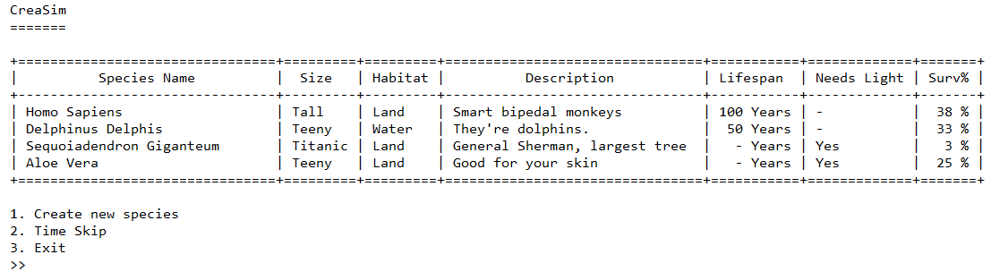 CreaSim
=======
+================================+=========+=========+================================+===========+=============+=======+
|          Species Name          |  Size   | Habitat |          Description           | Lifespan  | Needs Light | Surv% |
+--------------------------------+---------+---------+--------------------------------+-----------+-------------+-------+
| Homo Sapiens                   | Tall    | Land    | Smart bipedal monkeys          | 100 Years | -           |  38 % |
| Delphinus Delphis              | Teeny   | Water   | They're dolphins.              |  50 Years | -           |  33 % |
| Sequoiadendron Giganteum       | Titanic | Land    | General Sherman, largest tree  |   - Years | Yes         |   3 % |
| Aloe Vera                      | Teeny   | Land    | Good for your skin             |   - Years | Yes         |  25 % |
+================================+=========+=========+================================+===========+=============+=======+
1. Create new species
2. Time Skip
3. Exit
>>